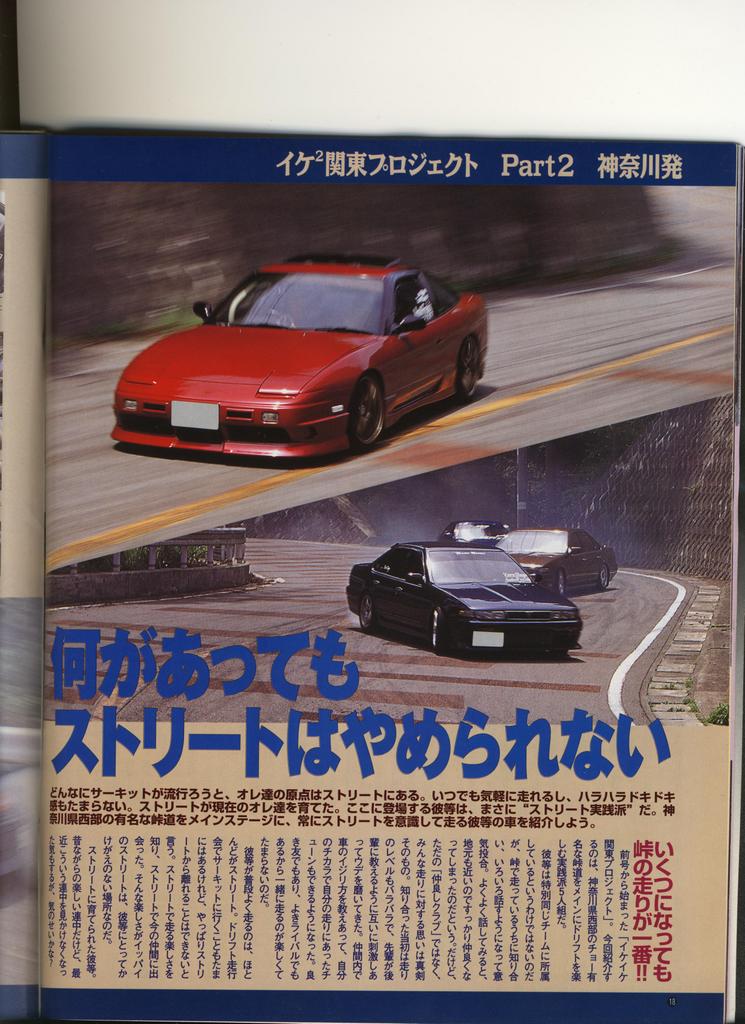 イケ²関東プロジェクト Part2 神奈川発
何があっても
ストリートはやめられない
どんなにサーキットが流行ろうと、オレ達の原点はストリートにある。いつでも気軽に走れるし、ハラハラドキドキ
感もたまらない。ストリートが現在のオレ達を育てた。ここに登場する彼等は、まさに“ストリート実践派”だ。神
奈川県西部の有名な峠道をメインステージに、常にストリートを意識して走る彼等の車を紹介しよう。
いくつになっても
峠の走りが一番!!
前号から始まった「イケイケ
関東プロジェクト」。今回紹介す
るのは、神奈川県西部のチョー有
名な峠道をメインにドリフトを楽
しむ実践派5人組だ。
彼等は特別同じチームに所属
しているというわけではないのだ
が、峠で走っているうちに知り合
い、いろいろ話すようになって意
気投合。よくよく話してみると、
地元も近いのですっかり仲良くな
ってしまったのだという。だけど、
ただの「仲良しクラブ」ではなく、
みんな走りに対する思いは真剣
そのもの。知り合った当初は走り
のレベルもバラバラで、先輩が後
輩に教えるように互いに刺激しあ
ってウデを磨いてきた。仲間内で
車のイジリ方を教えあって、自分
のチカラで自分の走りにあったチ
ューンもできるようになった。良
き友でもあり、よきライバルでも
あるから一緒に走るのが楽しくて
たまらないのだ。
彼等が普段よく走るのは、ほと
んどがストリート。ドリフト走行
会でサーキットに行くこともたま
にはあるけれど、やっぱりストリ
ートから離れることはできないと
言う。ストリートで走る楽しさを
知り、ストリートで今の仲間に出
会った。そんな楽しさがイッパイ
のストリートは、彼等にとってか
けがえのない場所なのだ。
ストリートに育てられた彼等。
昔ながらの楽しい連中だけど、最
近こういう連中を見かけなくなっ
た気もするが、気のせいかな？
18